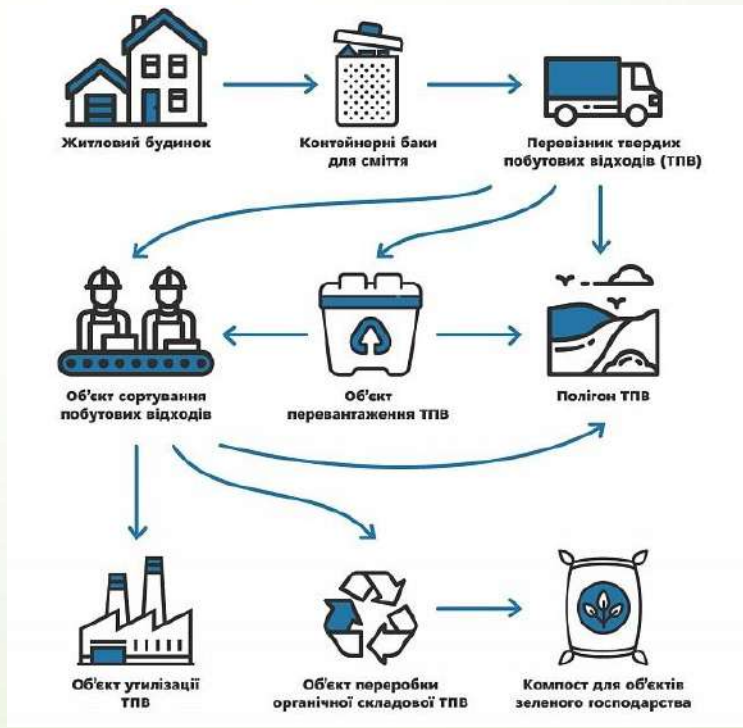 Житловий будинок
Контейнерні баки
для сміття
Перевізник твердих
побутових відходів (ТПВ)
Об'єкт сортування
побутових відходів
Об'єкт
перевантаження ТПВ
Полігон ТПВ
Об'єкт утилізації
ТПВ
Об'єкт переробки
органічної складової ТПВ
Компост для об'єктів
зеленого господарства